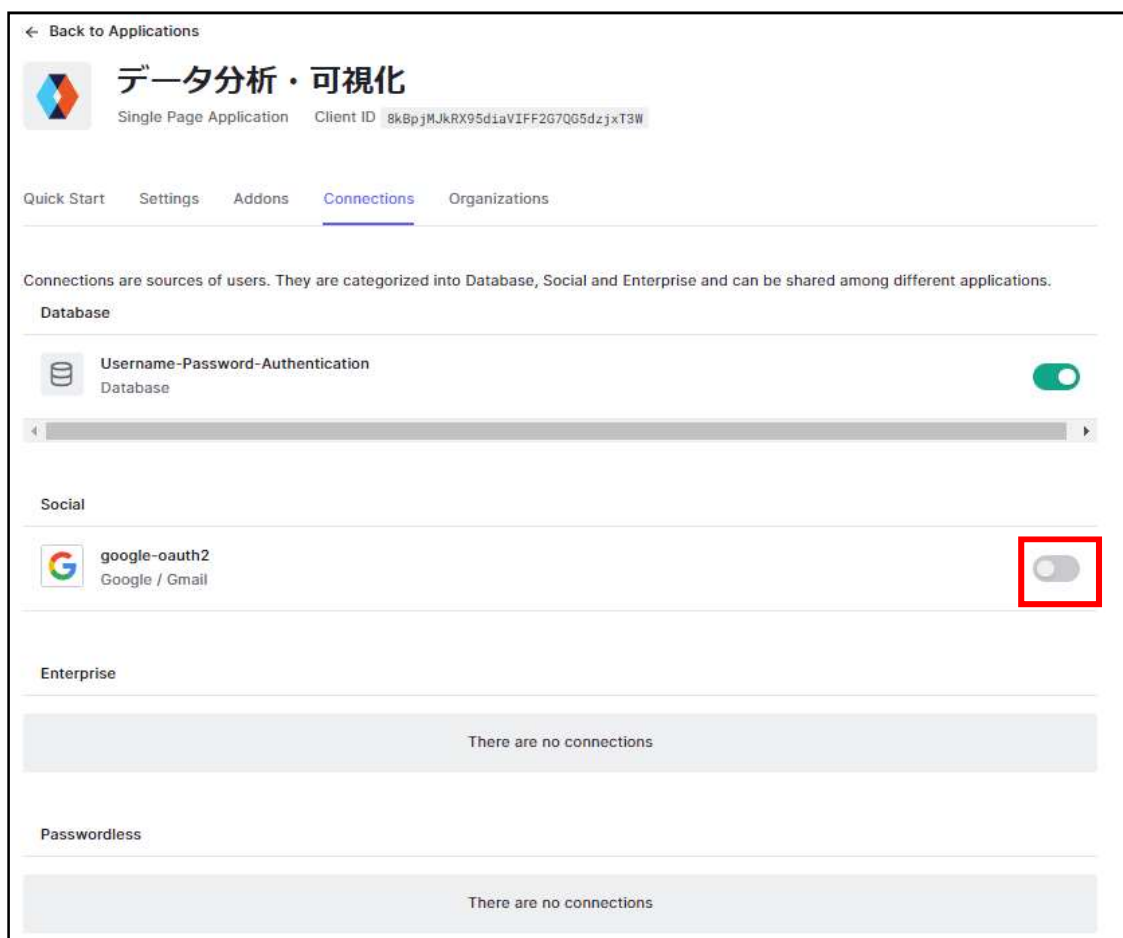 ← Back to Applications
データ分析・可視化
Single Page Application Client ID 8kBpjMJkRX95diaVIFF2G7QG5dzjxT3W
Quick Start Settings Addons Connections Organizations
Connections are sources of users. They are categorized into Database, Social and Enterprise and can be shared among different applications.
Database
Username-Password-Authentication
Database
Social
google-oauth2
Google / Gmail
Enterprise
There are no connections
Passwordless
There are no connections